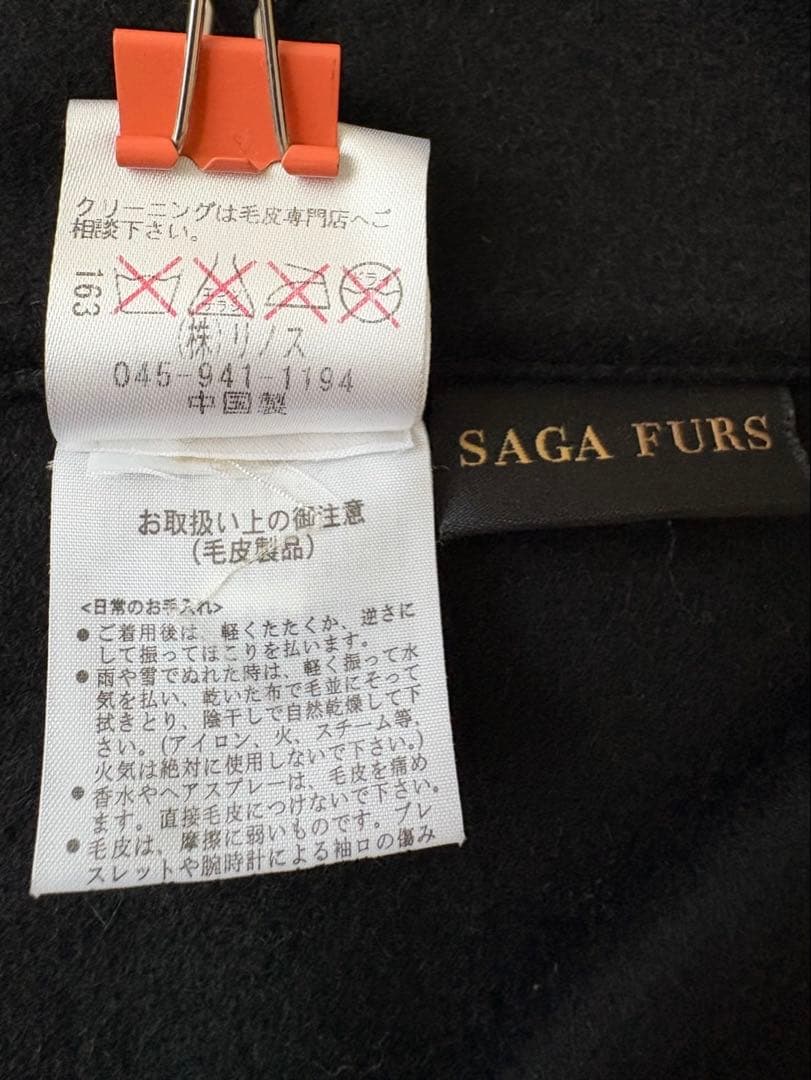 クリーニングは毛皮専門店へご
相談下さい。
163
エンソ
ドライ
(株)リノス
045-941-1194
中国製
SAGA FURS
お取扱い上の御注意
(毛皮製品)
<日常のお手入れ>
● ご着用後は、軽くたたくか、逆さに
して振ってほこりを払います。
● 雨や雪でぬれた時は、軽く振って水
気を払い、乾いた布で毛並にそって
拭きとり、陰干しで自然乾燥して下
さい。(アイロン、火、スチーム等、
火気は絶対に使用しないで下さい。)
● 香水やヘアスプレーは、毛皮を痛め
ます。直接毛皮につけないで下さい。
● 毛皮は、摩擦に弱いものです。ブレ
スレットや腕時計による袖口の傷み